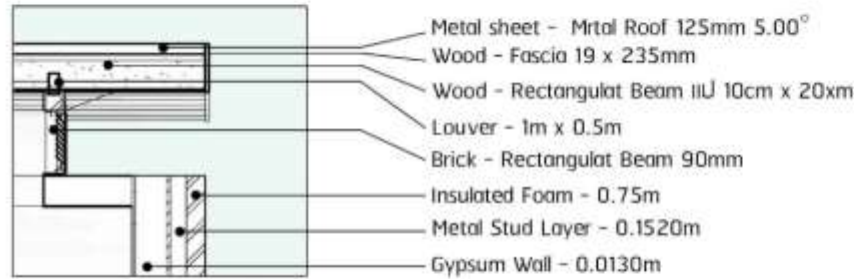 Metal sheet - Mrtal Roof 125mm 5.00°
Wood - Fascia 19 x 235mm
Wood - Rectangulat Beam แป 10cm x 20xm
Louver - 1m x 0.5m
Brick - Rectangulat Beam 90mm
Insulated Foam - 0.75m
Metal Stud Layer - 0.1520m
Gypsum Wall - 0.0130m